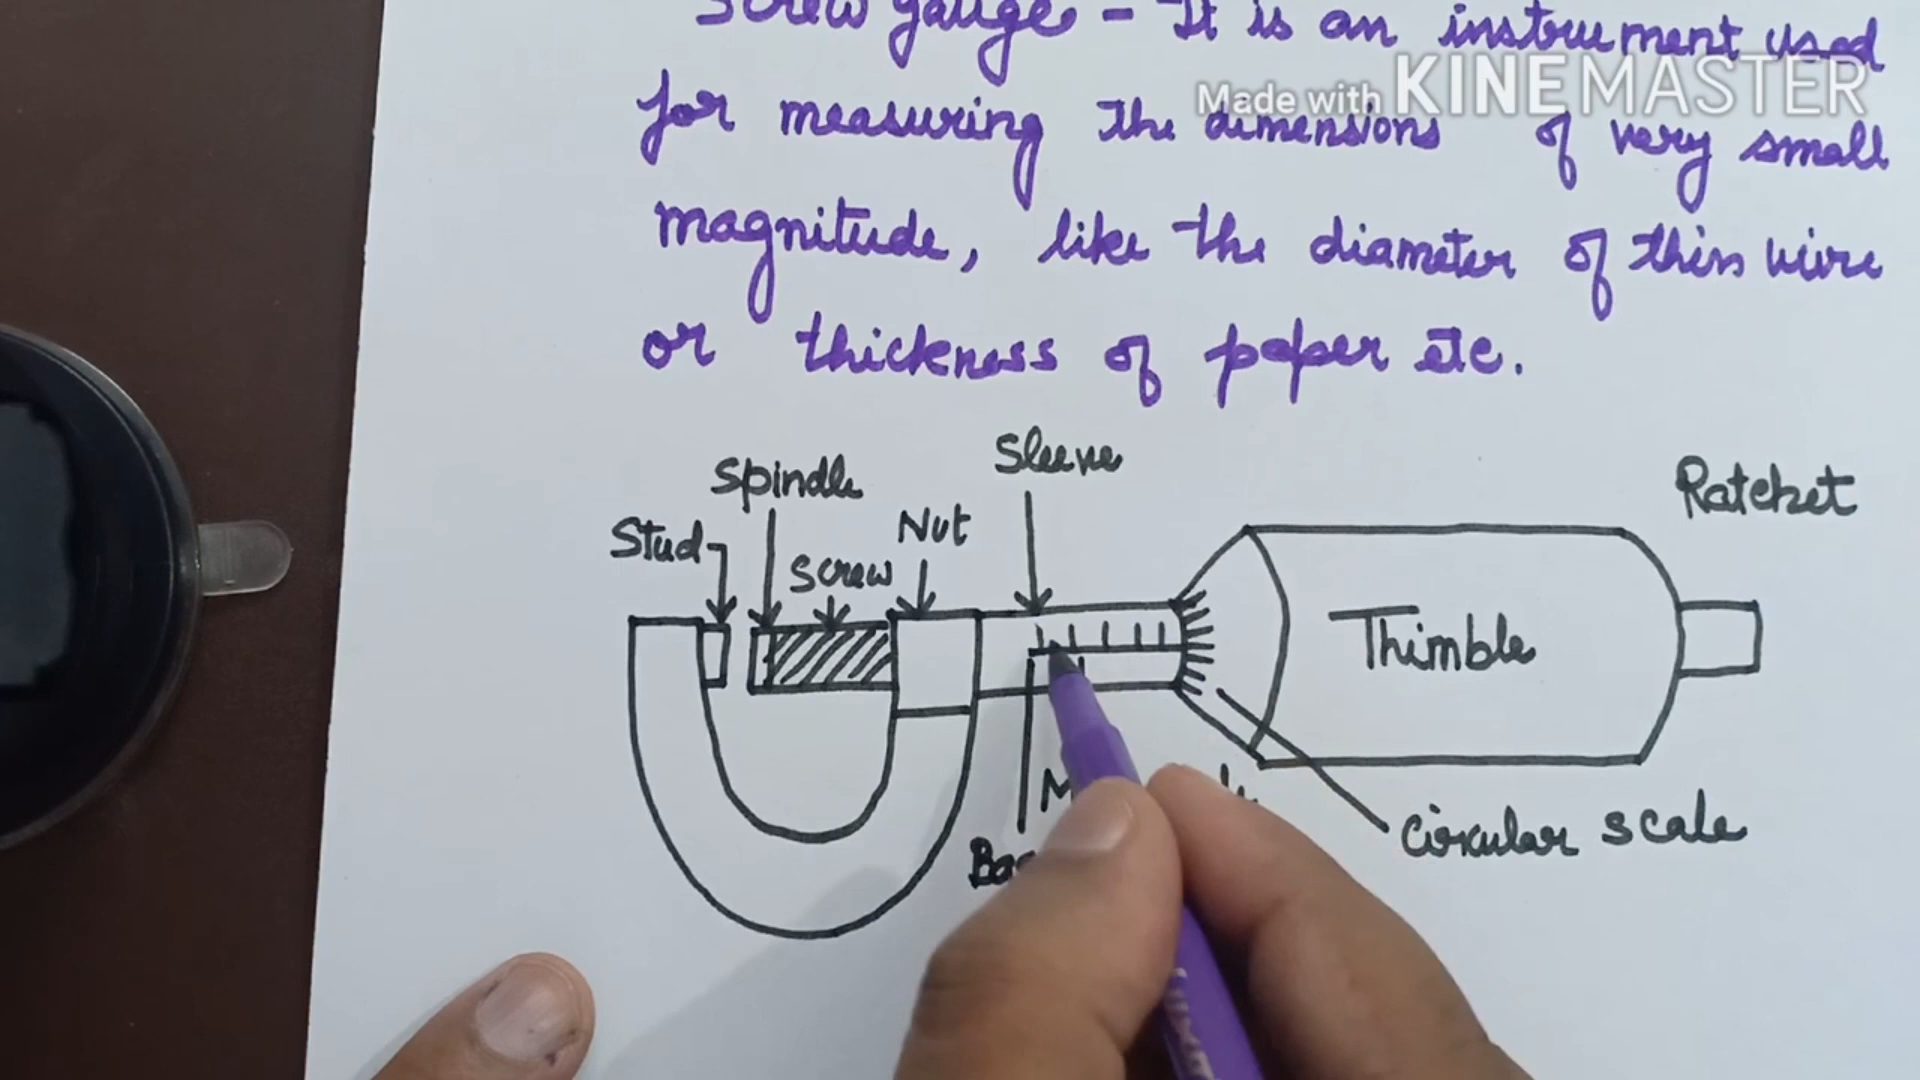 Screw gauge - It is an instrument used
Made with KINEMASTER
for measuring the dimensions of very small
magnitude, like the diameter of thin wire
or thickness of paper etc.
Sleeve
Spindle
Ratchet
Nut
Stud
Screw
Thimble
Circular scale